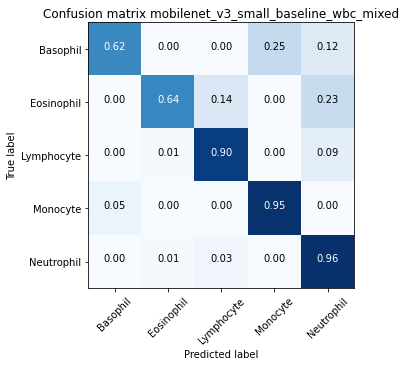 Confusion matrix mobilenet_v3_small_baseline_wbc_mixed
Basophil 0.62 0.00 0.00 0.25 0.12
Eosinophil 0.00 0.64 0.14 0.00 0.23
Lymphocyte 0.00 0.01 0.90 0.00 0.09
Monocyte 0.05 0.00 0.00 0.95 0.00
Neutrophil 0.00 0.01 0.03 0.00 0.96
True label
Basophil Eosinophil Lymphocyte Monocyte Neutrophil
Predicted label